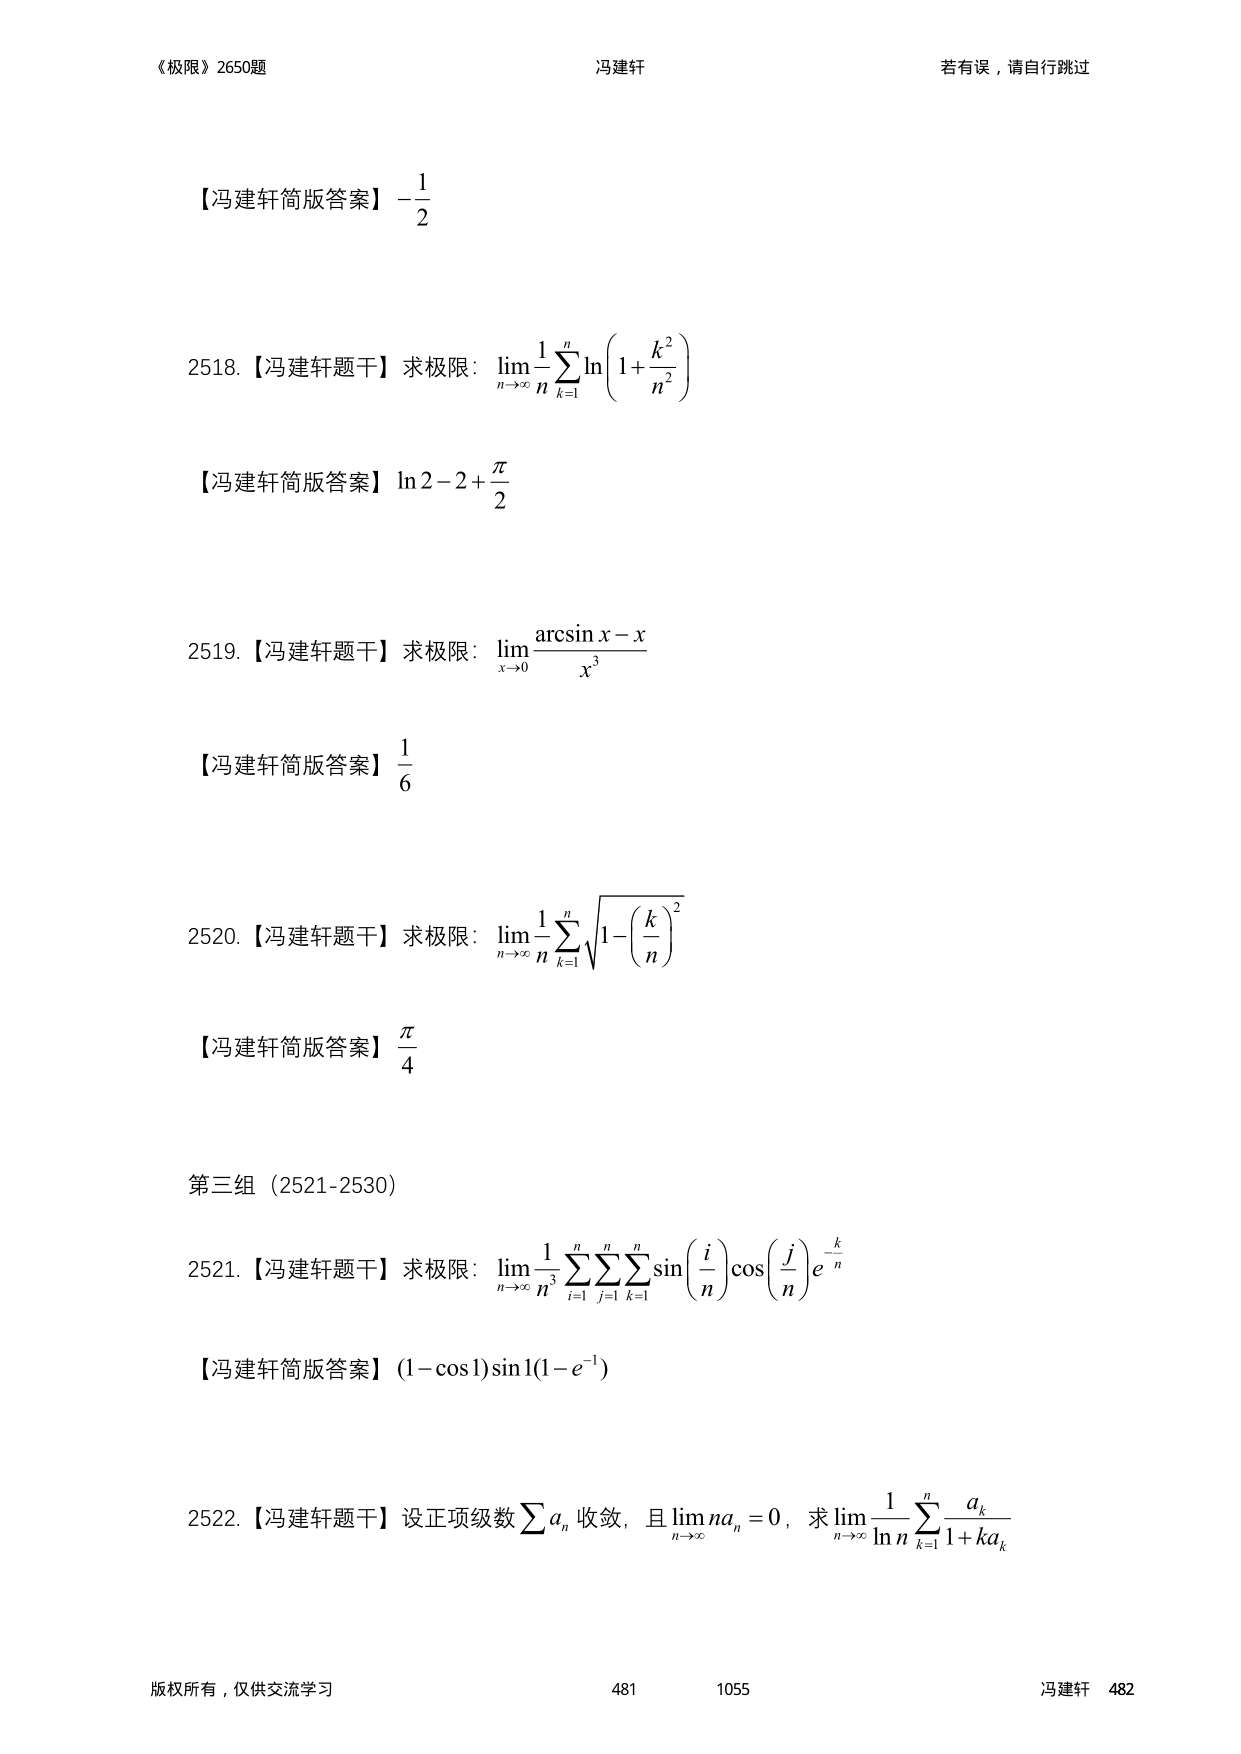 《极限》2650题 冯建轩 若有误，请自行跳过
【冯建轩简版答案】$-\frac{1}{2}$
2518.【冯建轩题干】求极限：$\lim_{n\to\infty}\frac{1}{n}\sum_{k=1}^{n}\ln\left(1+\frac{k^2}{n^2}\right)$
【冯建轩简版答案】$\ln 2-2+\frac{\pi}{2}$
2519.【冯建轩题干】求极限：$\lim_{x\to 0}\frac{\arcsin x-x}{x^3}$
【冯建轩简版答案】$\frac{1}{6}$
2520.【冯建轩题干】求极限：$\lim_{n\to\infty}\frac{1}{n}\sum_{k=1}^{n}\sqrt{1-\left(\frac{k}{n}\right)^2}$
【冯建轩简版答案】$\frac{\pi}{4}$
第三组（2521-2530）
2521.【冯建轩题干】求极限：$\lim_{n\to\infty}\frac{1}{n^3}\sum_{i=1}^{n}\sum_{j=1}^{n}\sum_{k=1}^{n}\sin\left(\frac{i}{n}\right)\cos\left(\frac{j}{n}\right)e^{-\frac{k}{n}}$
【冯建轩简版答案】$(1-\cos 1)\sin 1(1-e^{-1})$
2522.【冯建轩题干】设正项级数$\sum a_n$收敛，且$\lim_{n\to\infty}na_n=0$，求$\lim_{n\to\infty}\frac{1}{\ln n}\sum_{k=1}^{n}\frac{a_k}{1+ka_k}$
版权所有，仅供交流学习 481 1055 冯建轩 482